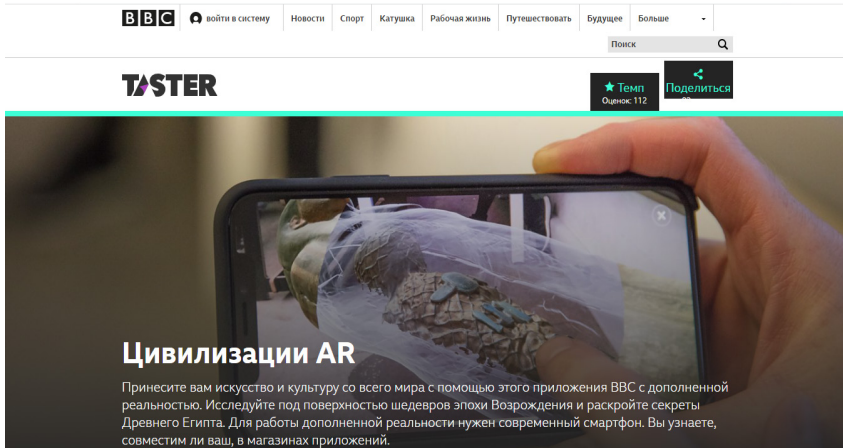 BBC войти в систему Новости Спорт Катушка Рабочая жизнь Путешествовать Будущее Больше
Поиск
TASTER
Темп
Оценок: 112
Поделиться
Цивилизации AR
Принесите вам искусство и культуру со всего мира с помощью этого приложения BBC с дополненной
реальностью. Исследуйте под поверхностью шедевров эпохи Возрождения и раскройте секреты
Древнего Египта. Для работы дополненной реальности нужен современный смартфон. Вы узнаете,
совместим ли ваш, в магазинах приложений.